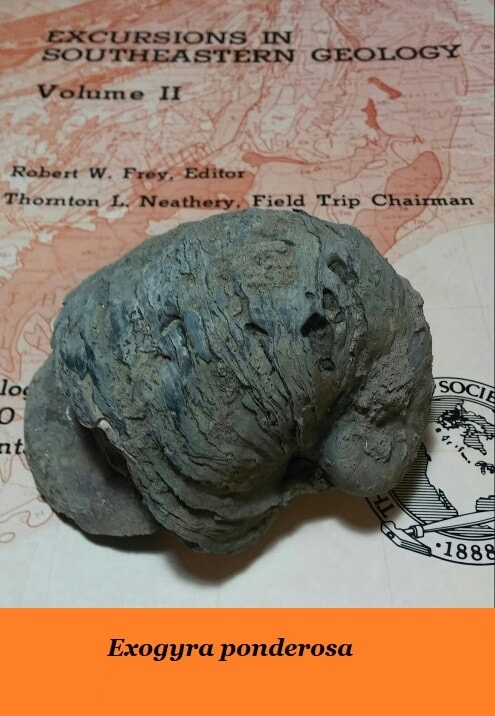 EXCURSIONS IN
SOUTHEASTERN GEOLOGY
Volume II
Robert W. Frey, Editor
Thornton L. Neathery, Field Trip Chairman
SOCIE
·1888
Exogyra ponderosa